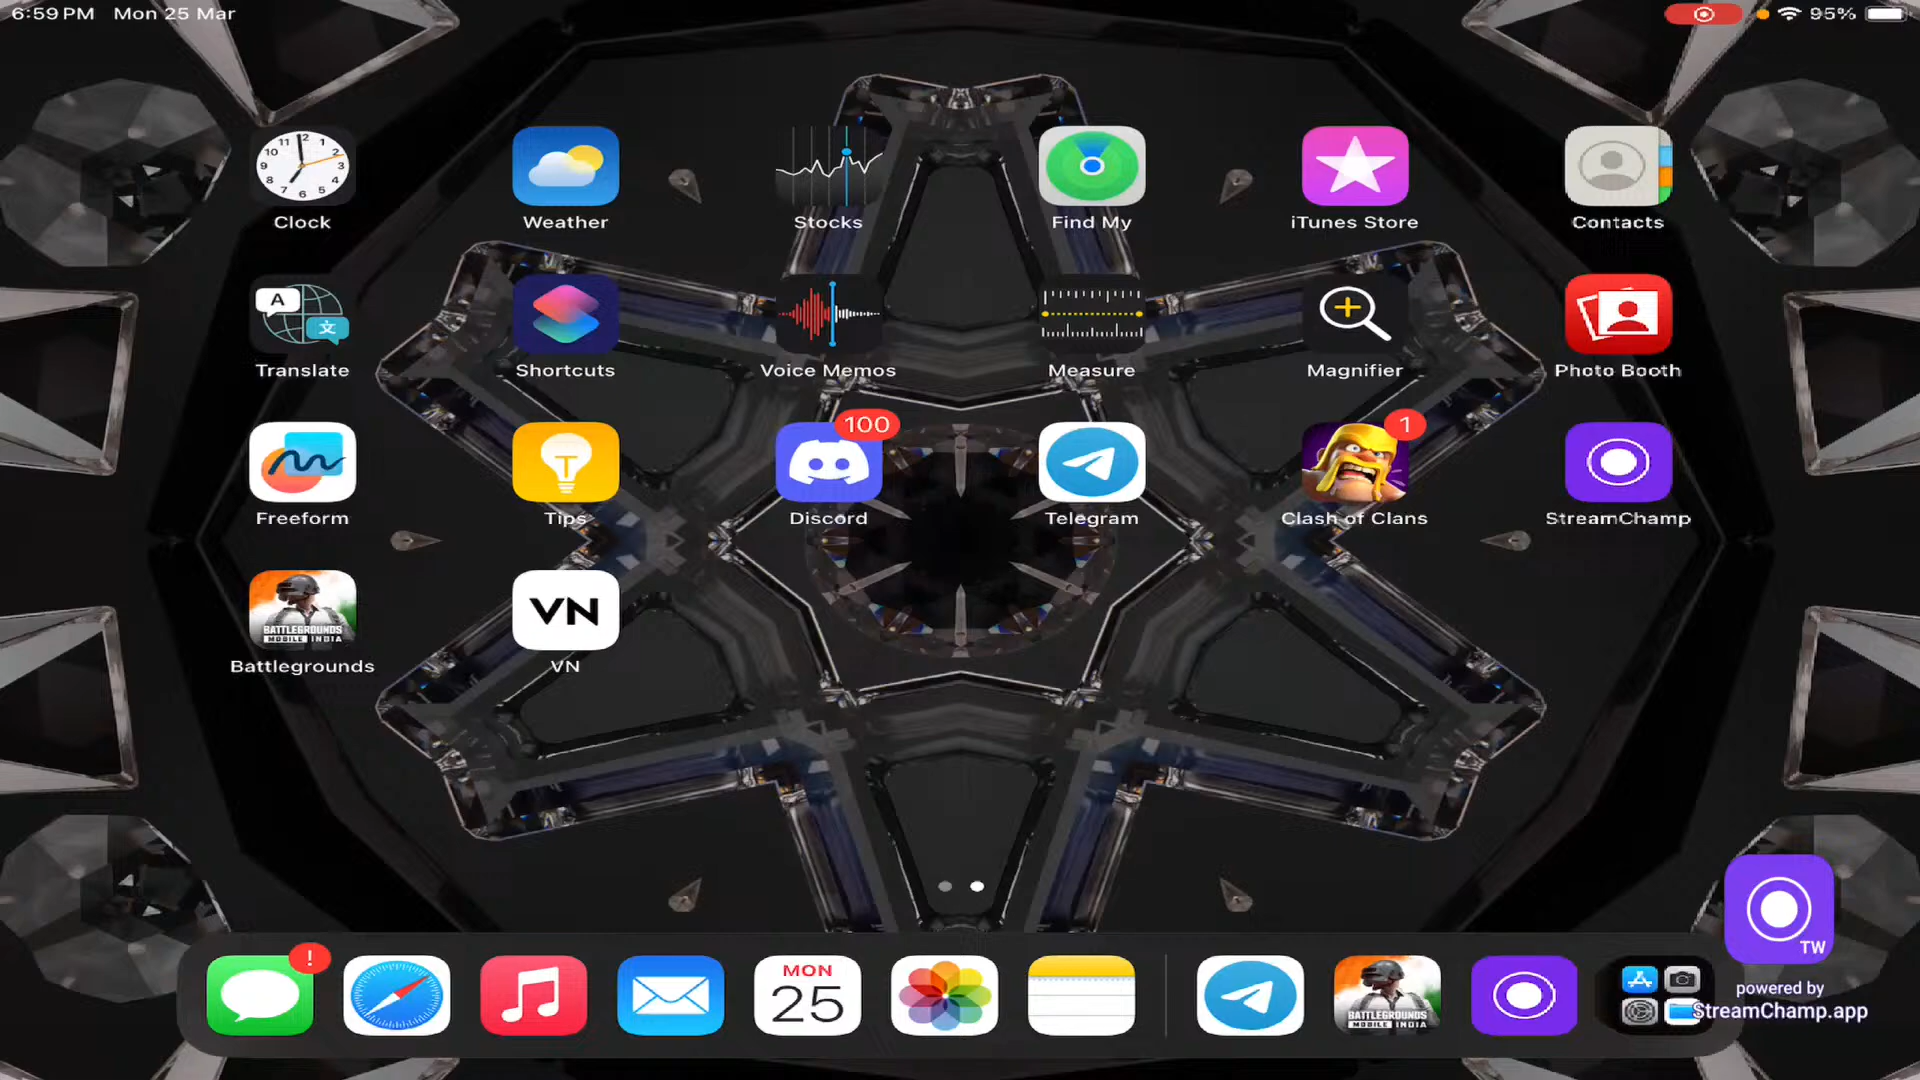 6:59 PM Mon 25 Mar
95%
Clock
Weather
Stocks
Find My
iTunes Store
Contacts
A
文
Translate
Shortcuts
Voice Memos
Measure
Magnifier
Photo Booth
100
1
Freeform
Tips
Discord
Telegram
Clash of Clans
StreamChamp
BATTLEGROUNDS
MOBILE INDIA
VN
Battlegrounds
VN
!
MON
25
BATTLEGROUNDS
MOBILE INDIA
TW
powered by
StreamChamp.app